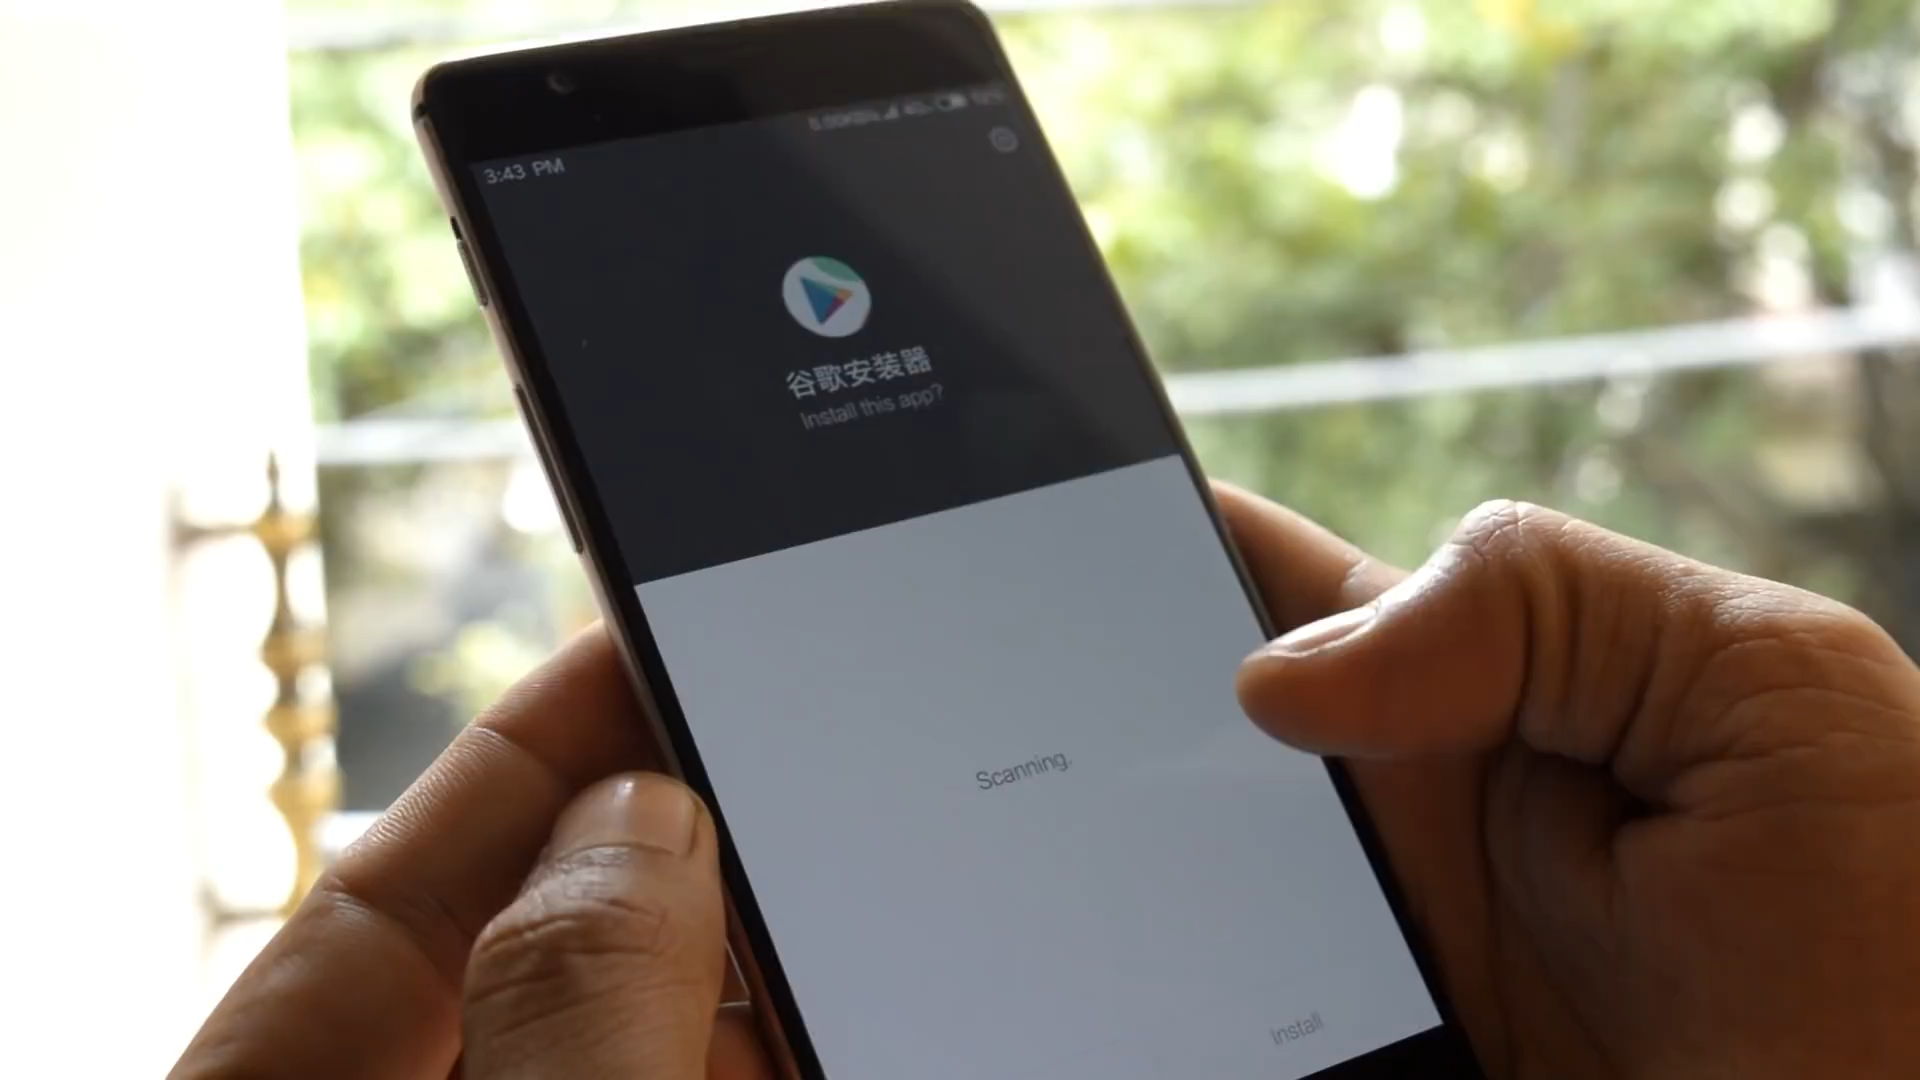 3:43 PM
谷歌安装器
Install this app?
Scanning.
Install